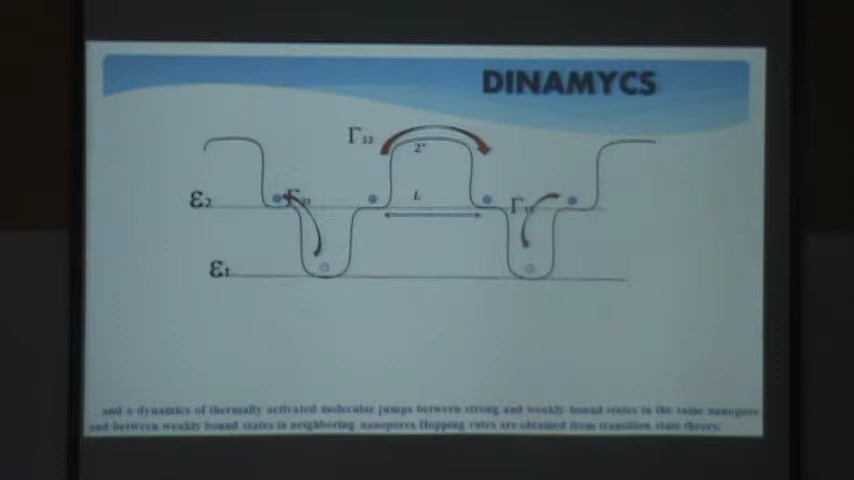 DINAMYCS
Γ₂₂
2'
ε₂
L
ε₁
and a dynamics of thermally activated molecular jumps between strong and weakly bound states in the same nanopore
and between weakly bound states in neighboring nanopores Hopping rates are obtained from transition state theory.